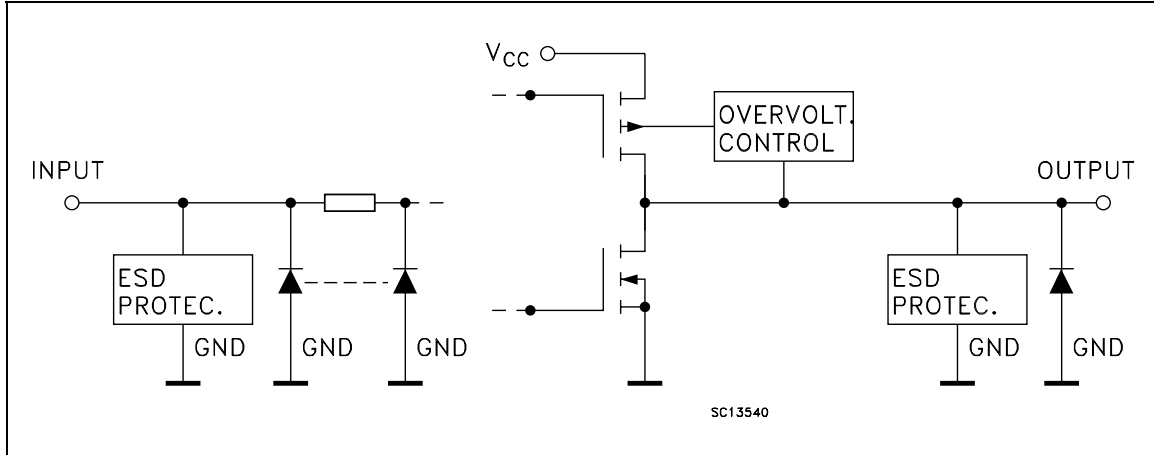 VCC
OVERVOLT.
CONTROL
INPUT
OUTPUT
ESD
PROTEC.
ESD
PROTEC.
GND
GND
GND
GND
GND
SC13540